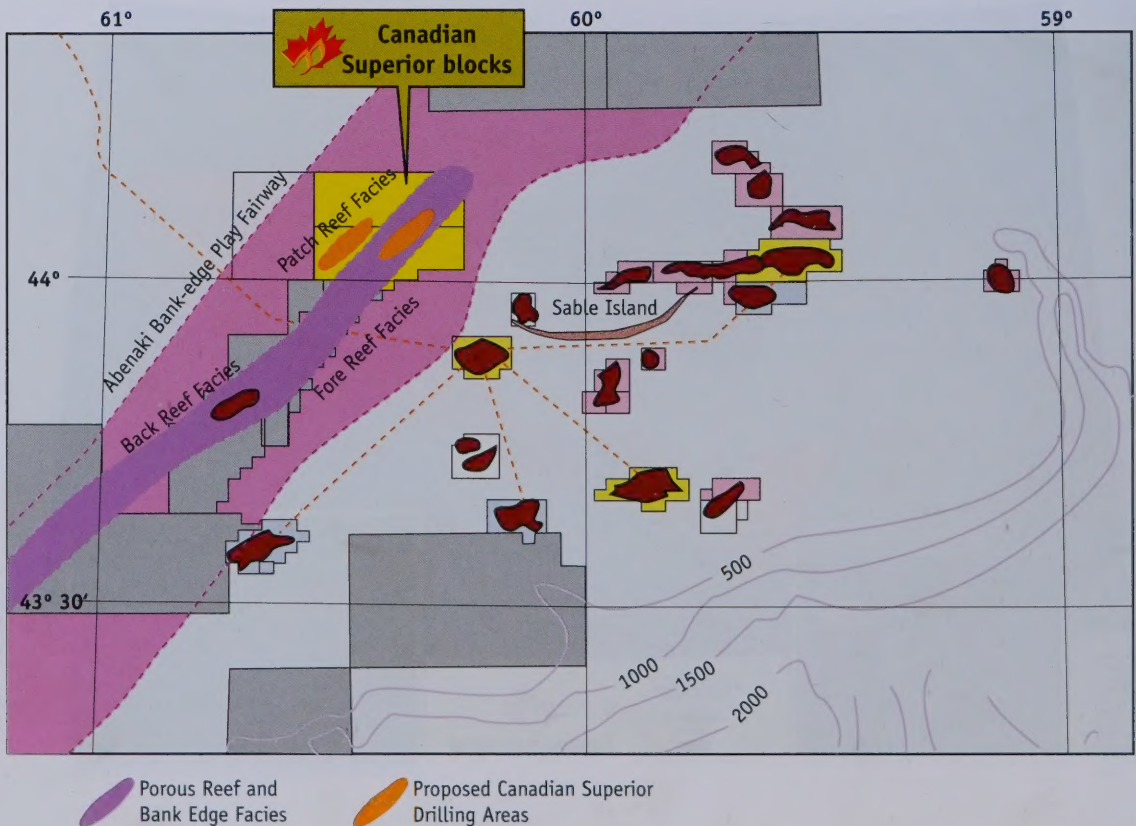 61°
60°
59°
Canadian
Superior blocks
Abenaki Bank-edge Play Fairway
Patch Reef Facies
44°
Sable Island
Fore Reef Facies
Back Reef Facies
500
43° 30'
1000
1500
2000
Porous Reef and
Bank Edge Facies
Proposed Canadian Superior
Drilling Areas